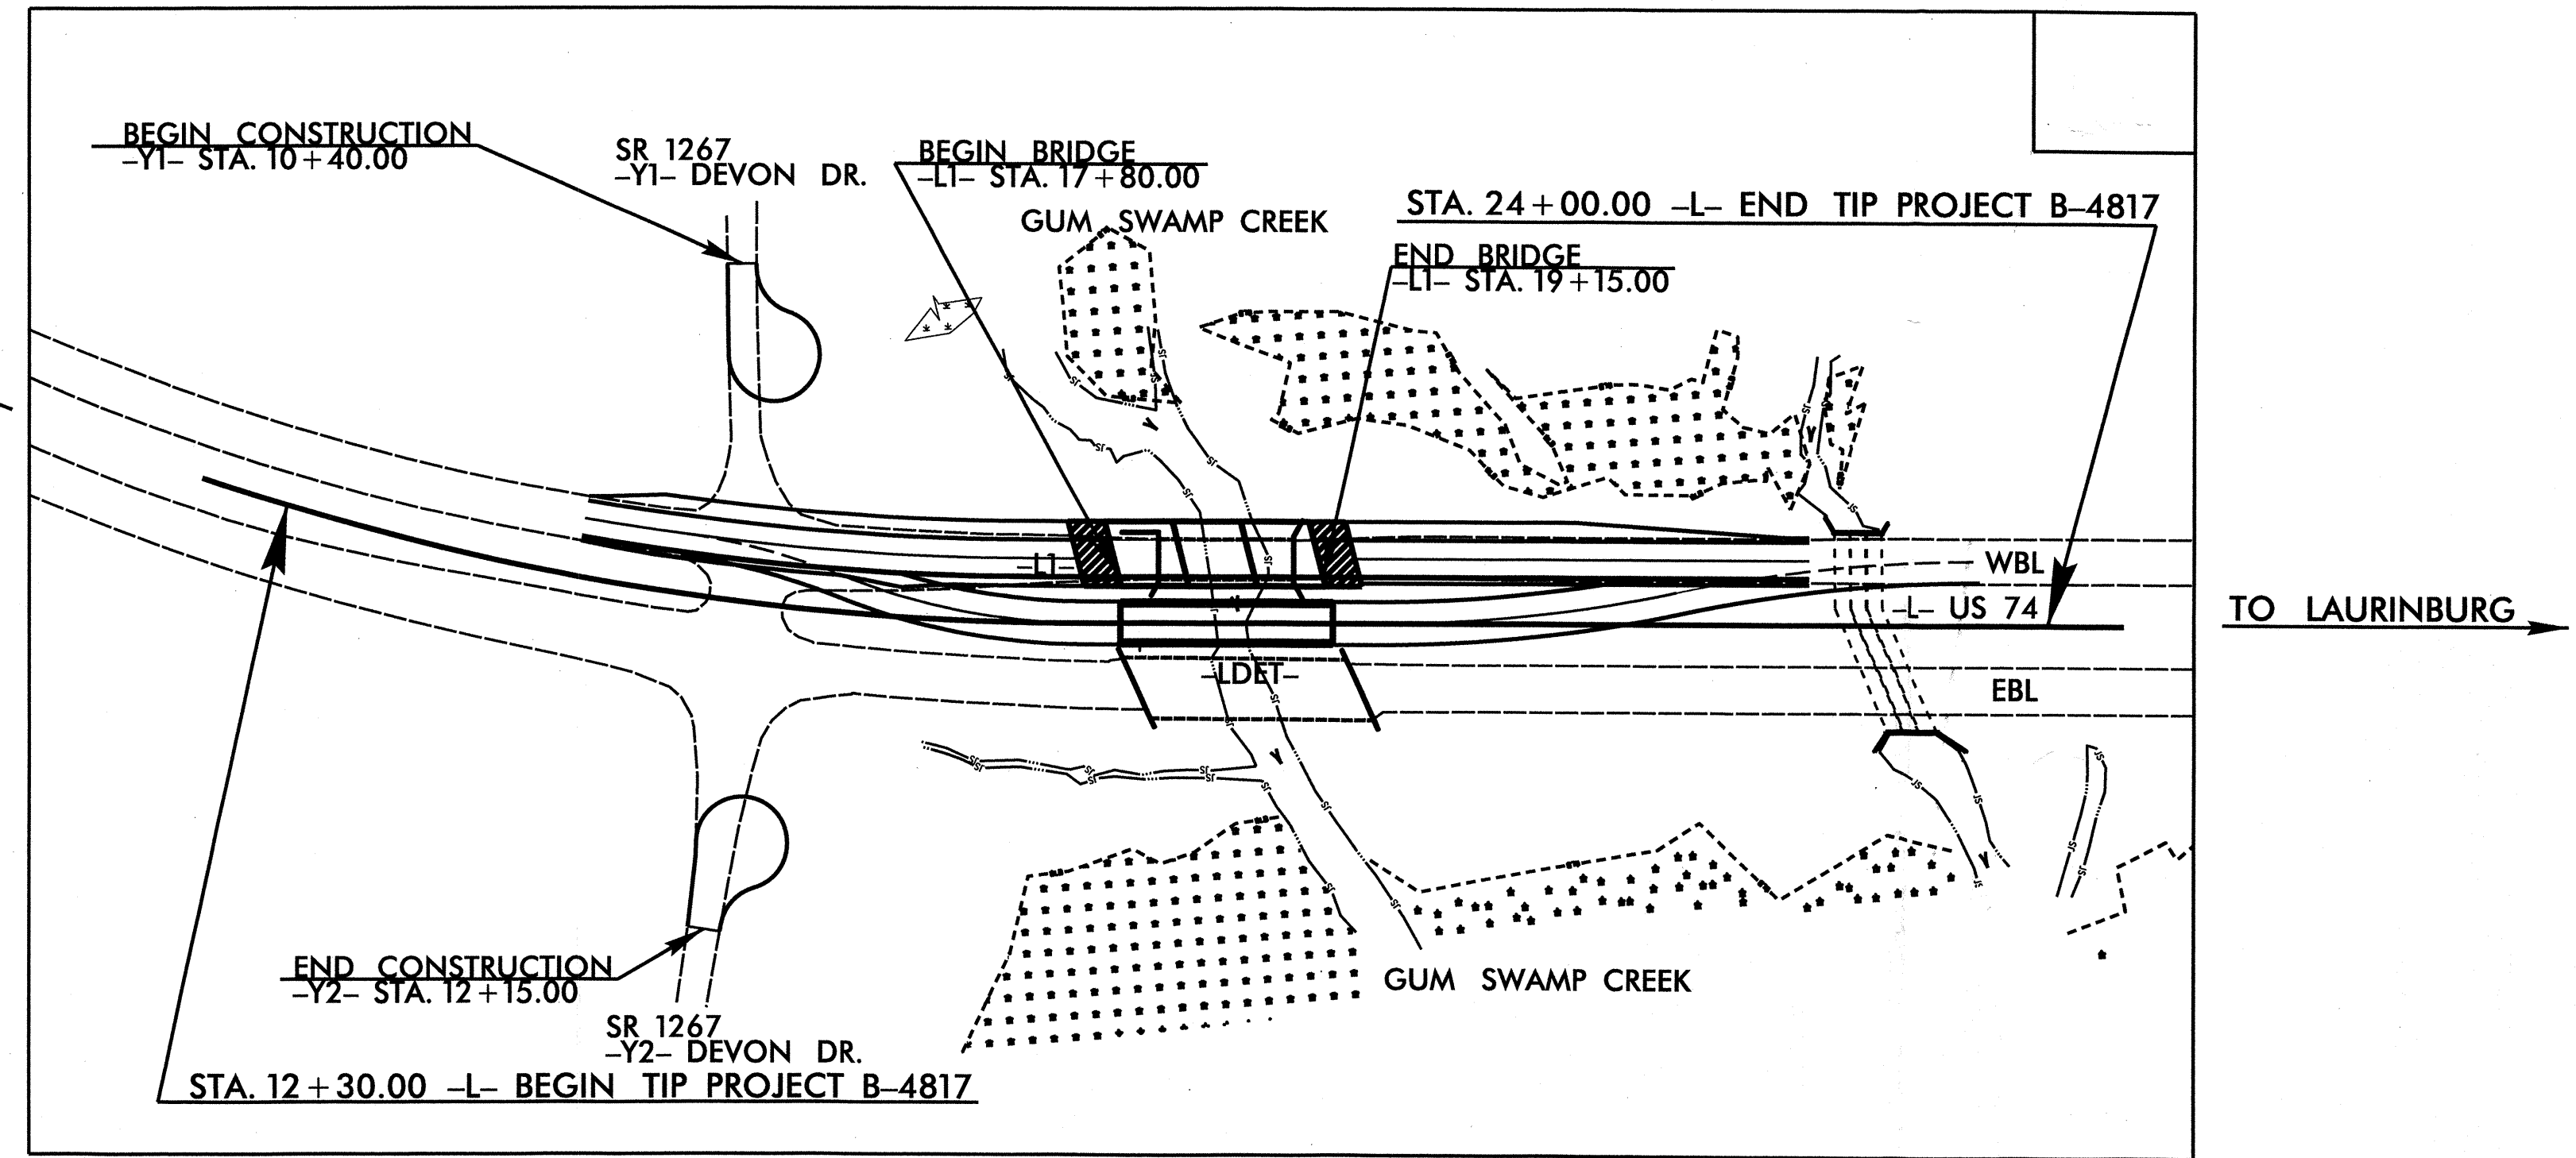 BEGIN CONSTRUCTION
-Y1- STA. 10+40.00
SR 1267
-Y1- DEVON DR.
BEGIN BRIDGE
-L1- STA. 17+80.00
GUM SWAMP CREEK
STA. 24+00.00 -L- END TIP PROJECT B-4817
END BRIDGE
-L1- STA. 19+15.00
-L1-
WBL
-L- US 74
TO LAURINBURG
-LDET-
EBL
END CONSTRUCTION
-Y2- STA. 12+15.00
GUM SWAMP CREEK
SR 1267
-Y2- DEVON DR.
STA. 12+30.00 -L- BEGIN TIP PROJECT B-4817